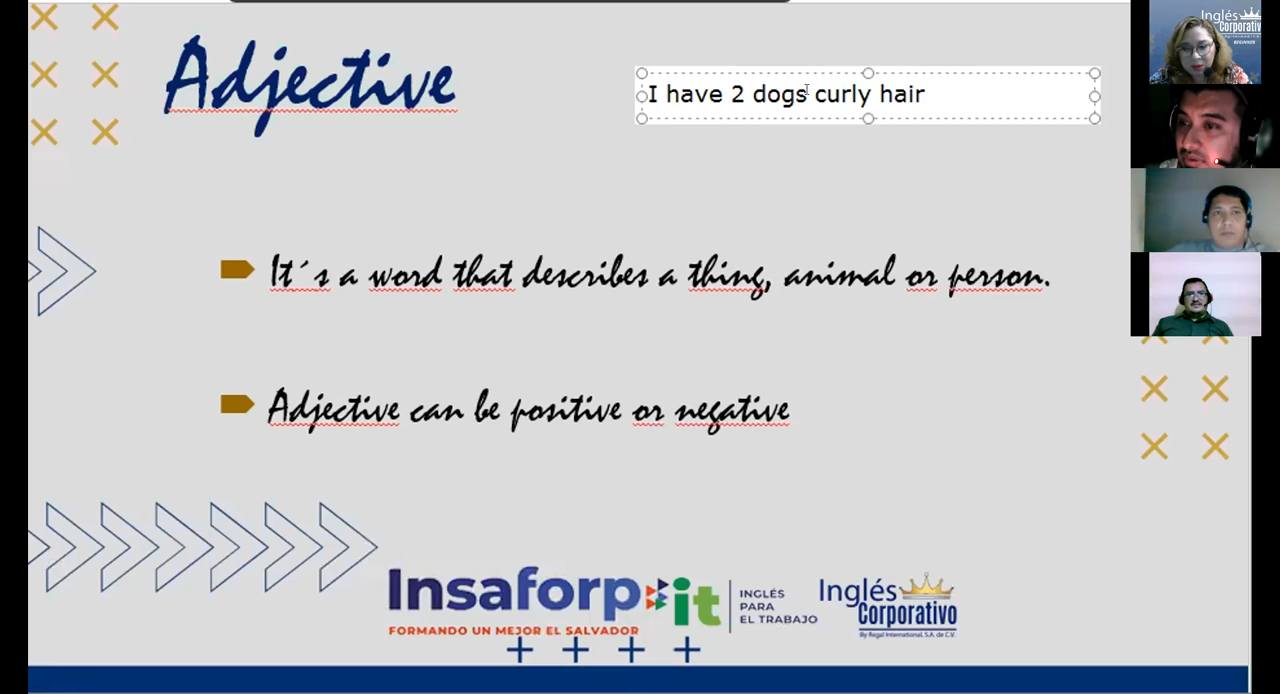 Adjective
I have 2 dogs curly hair
It´s a word that describes a thing, animal or person.
Adjective can be positive or negative
Insaforp it
FORMANDO UN MEJOR EL SALVADOR
INGLÉS
PARA
EL TRABAJO
Inglés
Corporativo
By Regal International, S.A. de C.V.
Inglés
Corporativo
BEGINNER